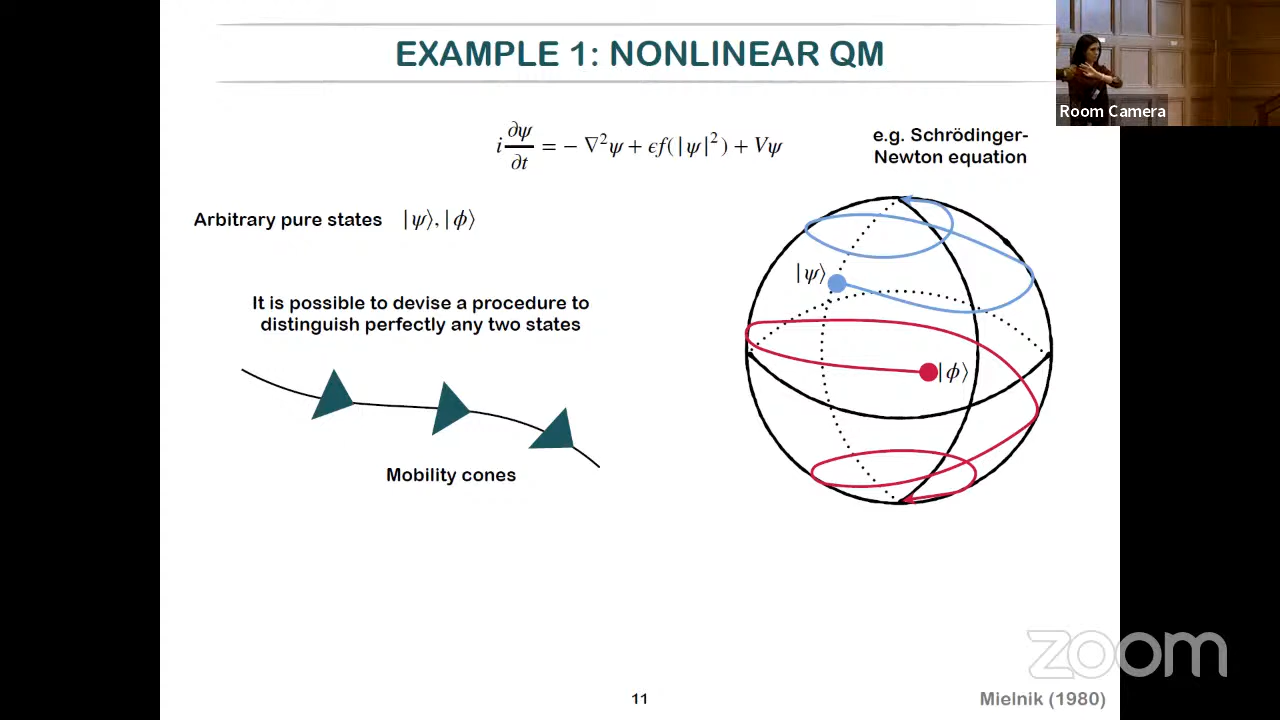 EXAMPLE 1: NONLINEAR QM
Room Camera
i ∂ψ/∂t = − ∇²ψ + ϵf(|ψ|²) + Vψ
e.g. Schrödinger-
Newton equation
Arbitrary pure states |ψ⟩, |ϕ⟩
|ψ⟩
It is possible to devise a procedure to
distinguish perfectly any two states
|ϕ⟩
Mobility cones
zoom
11
Mielnik (1980)